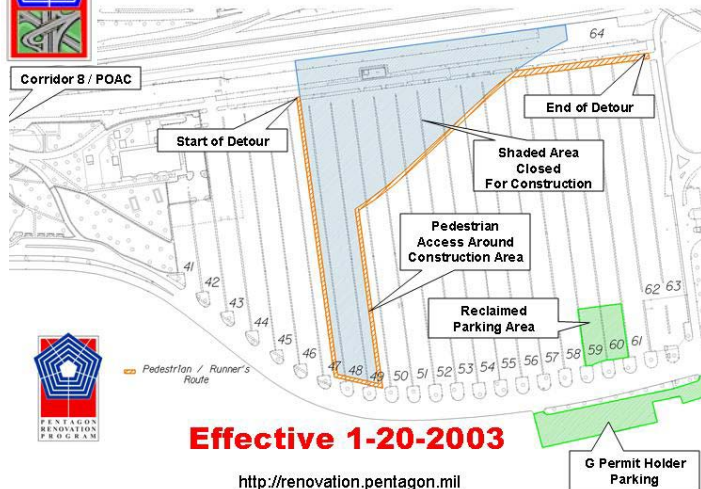 64
Corridor 8 / POAC
Start of Detour
End of Detour
Shaded Area
Closed
For Construction
Pedestrian
Access Around
Construction Area
Reclaimed
Parking Area
41
42
43
44
45
46
47
48
49
50
51
52
53
54
55
56
57
58
59
60
61
62
63
Pedestrian / Runner's
Route
PENTAGON
RENOVATION
PROGRAM
Effective 1-20-2003
http://renovation.pentagon.mil
G Permit Holder
Parking